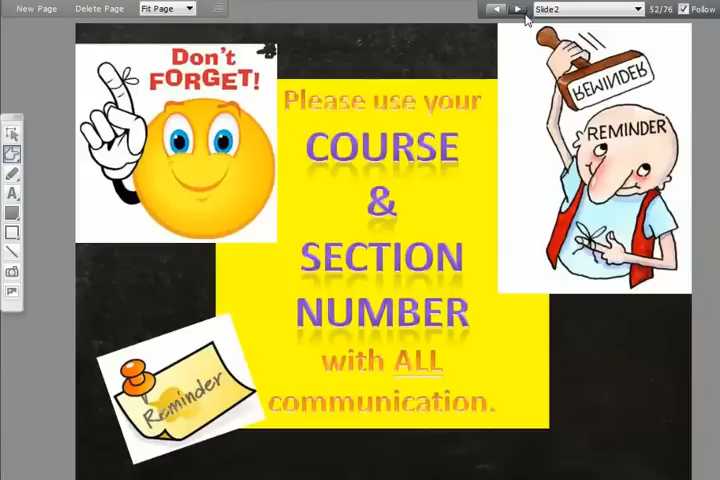 New Page Delete Page Fit Page Slide2 52/76 Follow
Don't
FORGET!
Please use your
COURSE
&
SECTION
NUMBER
with ALL
communication.
REMINDER
REMINDER
Reminder
A